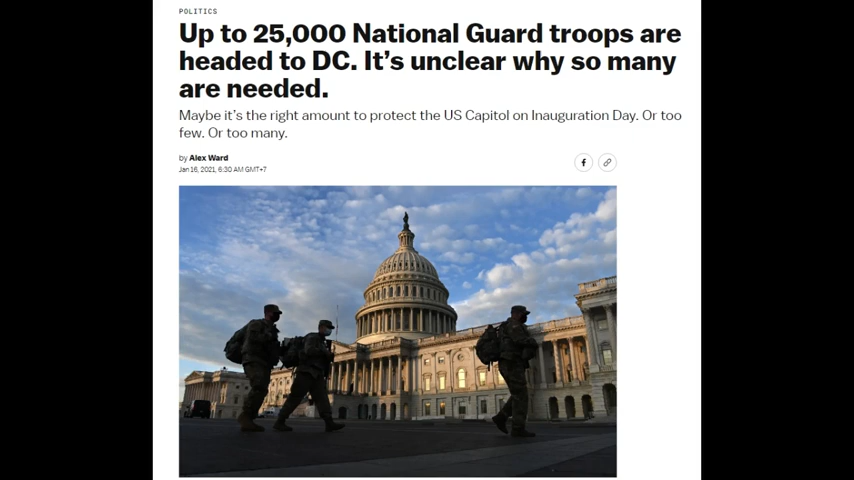 POLITICS
Up to 25,000 National Guard troops are
headed to DC. It's unclear why so many
are needed.
Maybe it's the right amount to protect the US Capitol on Inauguration Day. Or too
few. Or too many.
by Alex Ward
Jan 16, 2021, 6:30 AM GMT+7